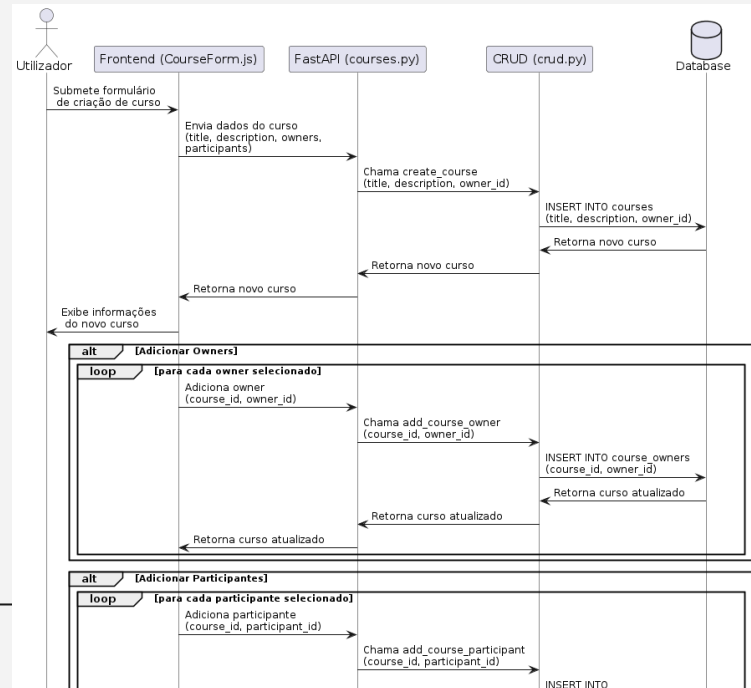 Utilizador
Frontend (CourseForm.js)
FastAPI (courses.py)
CRUD (crud.py)
Database
Submete formulário
de criação de curso
Envia dados do curso
(title, description, owners,
participants)
Chama create_course
(title, description, owner_id)
INSERT INTO courses
(title, description, owner_id)
Retorna novo curso
Retorna novo curso
Retorna novo curso
Exibe informações
do novo curso
alt [Adicionar Owners]
loop [para cada owner selecionado]
Adiciona owner
(course_id, owner_id)
Chama add_course_owner
(course_id, owner_id)
INSERT INTO course_owners
(course_id, owner_id)
Retorna curso atualizado
Retorna curso atualizado
Retorna curso atualizado
alt [Adicionar Participantes]
loop [para cada participante selecionado]
Adiciona participante
(course_id, participant_id)
Chama add_course_participant
(course_id, participant_id)
INSERT INTO